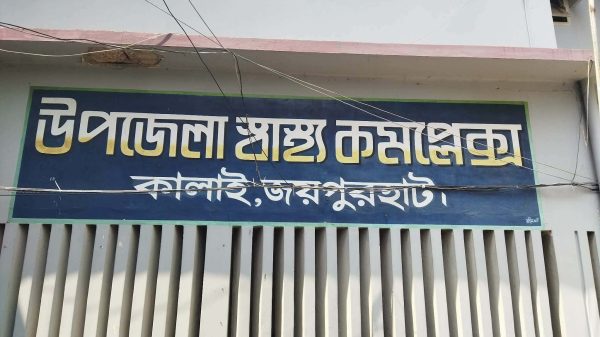 উপজেলা স্বাস্থ্য কমপ্লেক্স
কালাই, জয়পুরহাট।